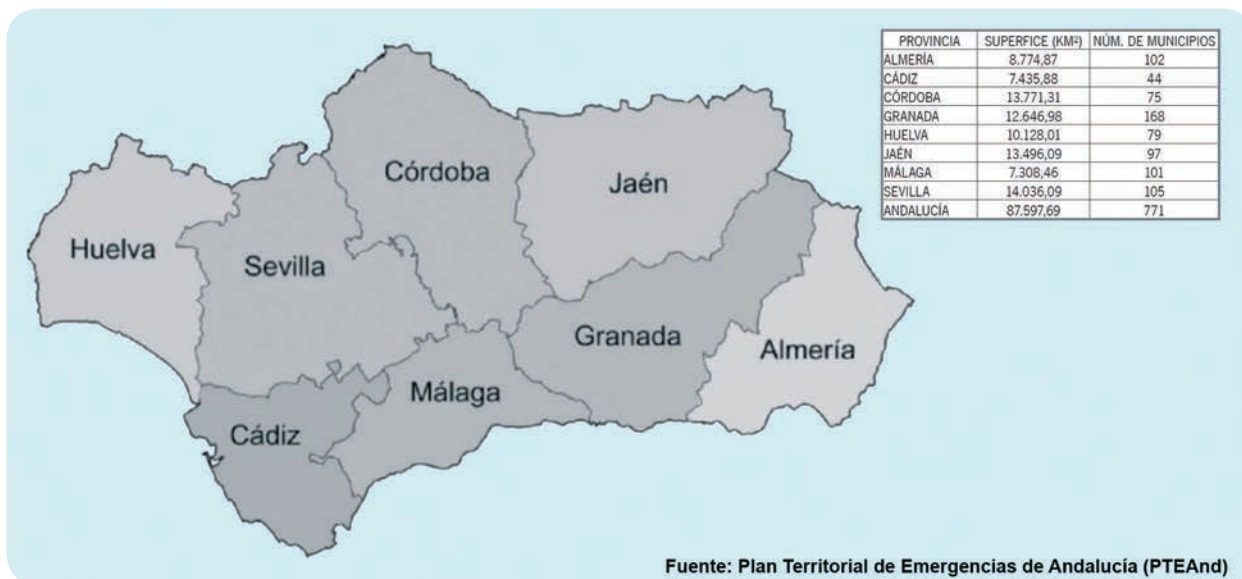 PROVINCIA SUPERFICE (KM²) NÚM. DE MUNICIPIOS
ALMERÍA 8.774,87 102
CÁDIZ 7.435,88 44
CÓRDOBA 13.771,31 75
GRANADA 12.646,98 168
HUELVA 10.128,01 79
JAÉN 13.496,09 97
MÁLAGA 7.308,46 101
SEVILLA 14.036,09 105
ANDALUCÍA 87.597,69 771
Córdoba
Jaén
Huelva
Sevilla
Granada
Almería
Málaga
Cádiz
Fuente: Plan Territorial de Emergencias de Andalucía (PTEAnd)